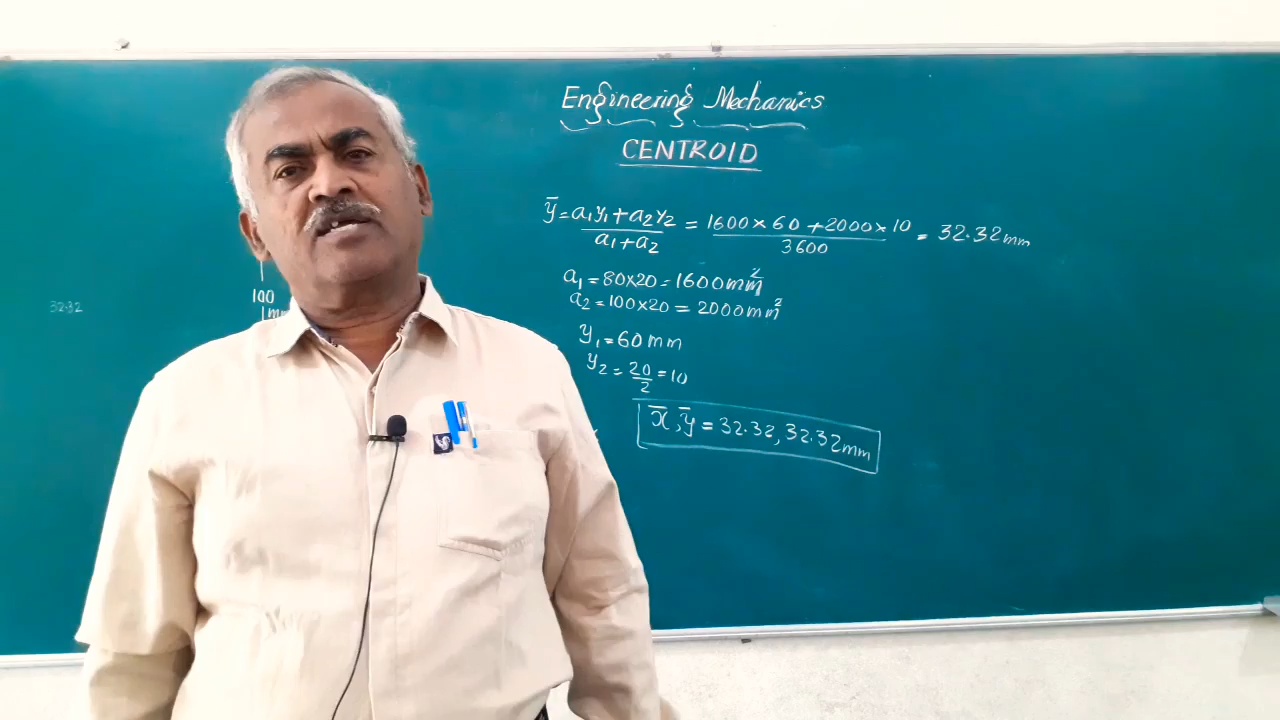 Engineering Mechanics
CENTROID
ȳ = a₁y₁ + a₂y₂ / a₁ + a₂ = 1600 × 60 + 2000 × 10 / 3600 = 32.32 mm
a₁ = 80×20 = 1600 mm²
a₂ = 100×20 = 2000 mm²
y₁ = 60 mm
y₂ = 20/2 = 10
x̄, ȳ = 32.32, 32.32 mm
100
mm
32.32